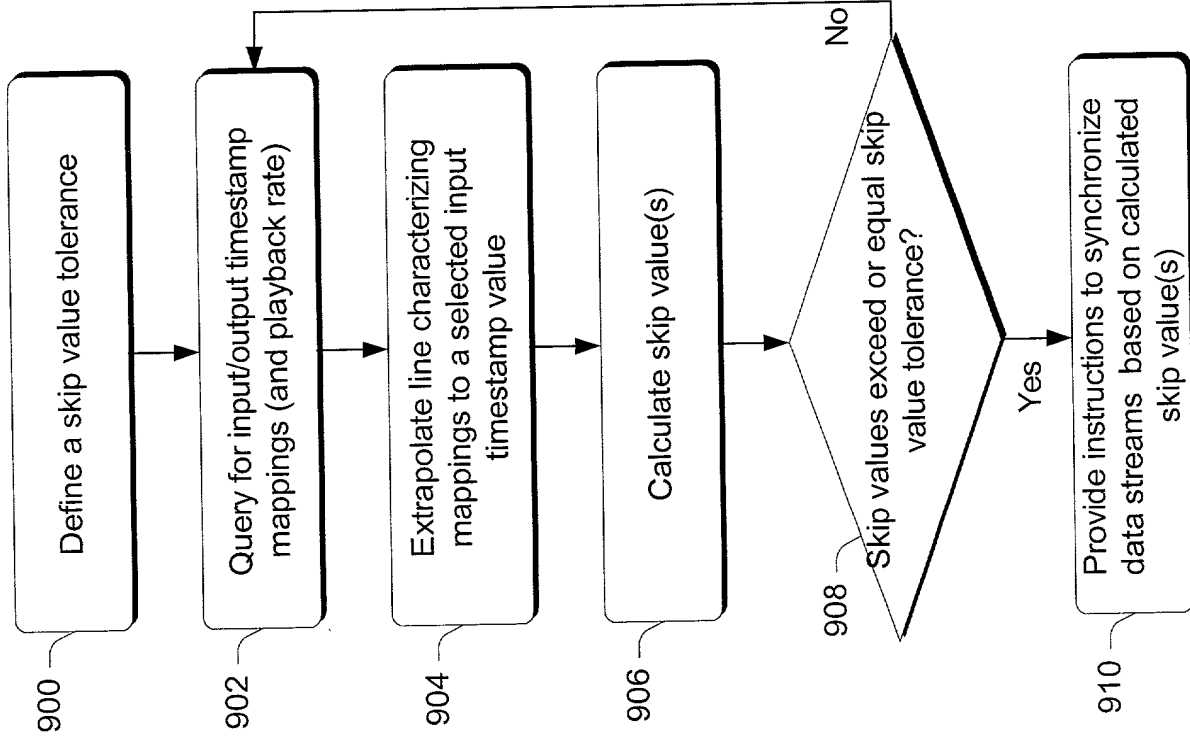 900
Define a skip value tolerance
902
Query for input/output timestamp
mappings (and playback rate)
904
Extrapolate line characterizing
mappings to a selected input
timestamp value
906
Calculate skip value(s)
908
Skip values exceed or equal skip
value tolerance?
No
Yes
910
Provide instructions to synchronize
data streams based on calculated
skip value(s)